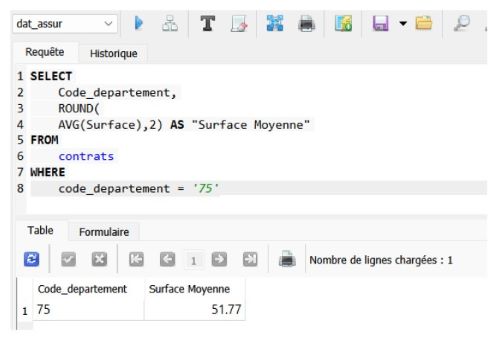 dat_assur
Requête Historique
1 SELECT
2 Code_departement,
3 ROUND(
4 AVG(Surface),2) AS "Surface Moyenne"
5 FROM
6 contrats
7 WHERE
8 code_departement = '75'
Table Formulaire
1 Nombre de lignes chargées : 1
Code_departement Surface Moyenne
1 75 51.77